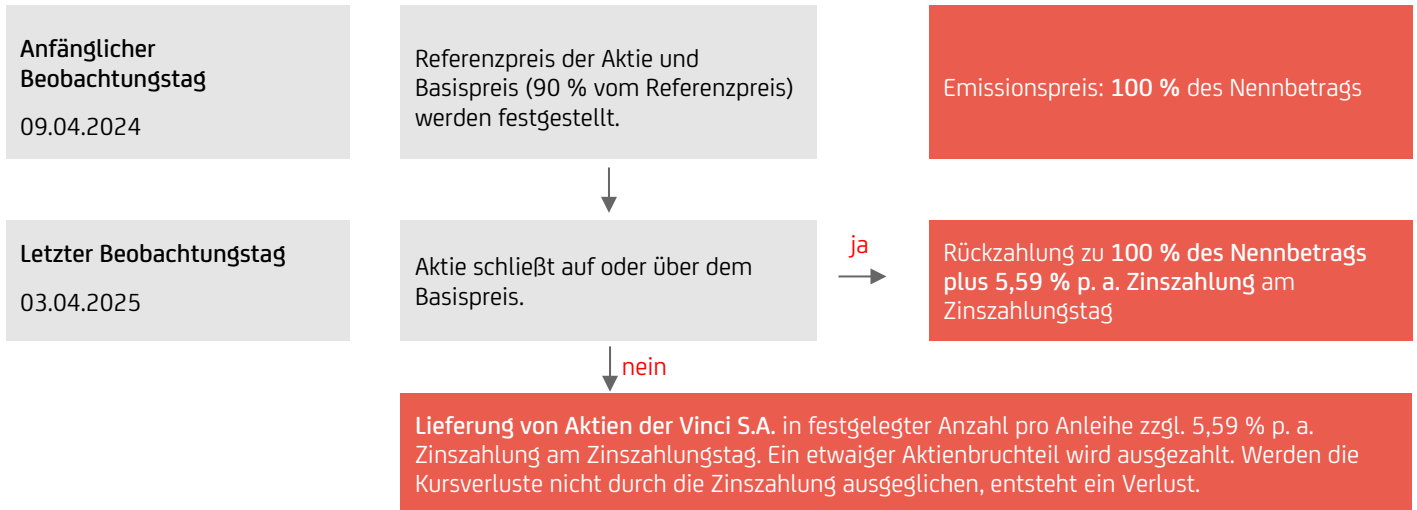 Anfänglicher
Beobachtungstag
09.04.2024
Referenzpreis der Aktie und
Basispreis (90 % vom Referenzpreis)
werden festgestellt.
Emissionspreis: 100 % des Nennbetrags
Letzter Beobachtungstag
03.04.2025
Aktie schließt auf oder über dem
Basispreis.
ja
Rückzahlung zu 100 % des Nennbetrags
plus 5,59 % p. a. Zinszahlung am
Zinszahlungstag
nein
Lieferung von Aktien der Vinci S.A. in festgelegter Anzahl pro Anleihe zzgl. 5,59 % p. a.
Zinszahlung am Zinszahlungstag. Ein etwaiger Aktienbruchteil wird ausgezahlt. Werden die
Kursverluste nicht durch die Zinszahlung ausgeglichen, entsteht ein Verlust.